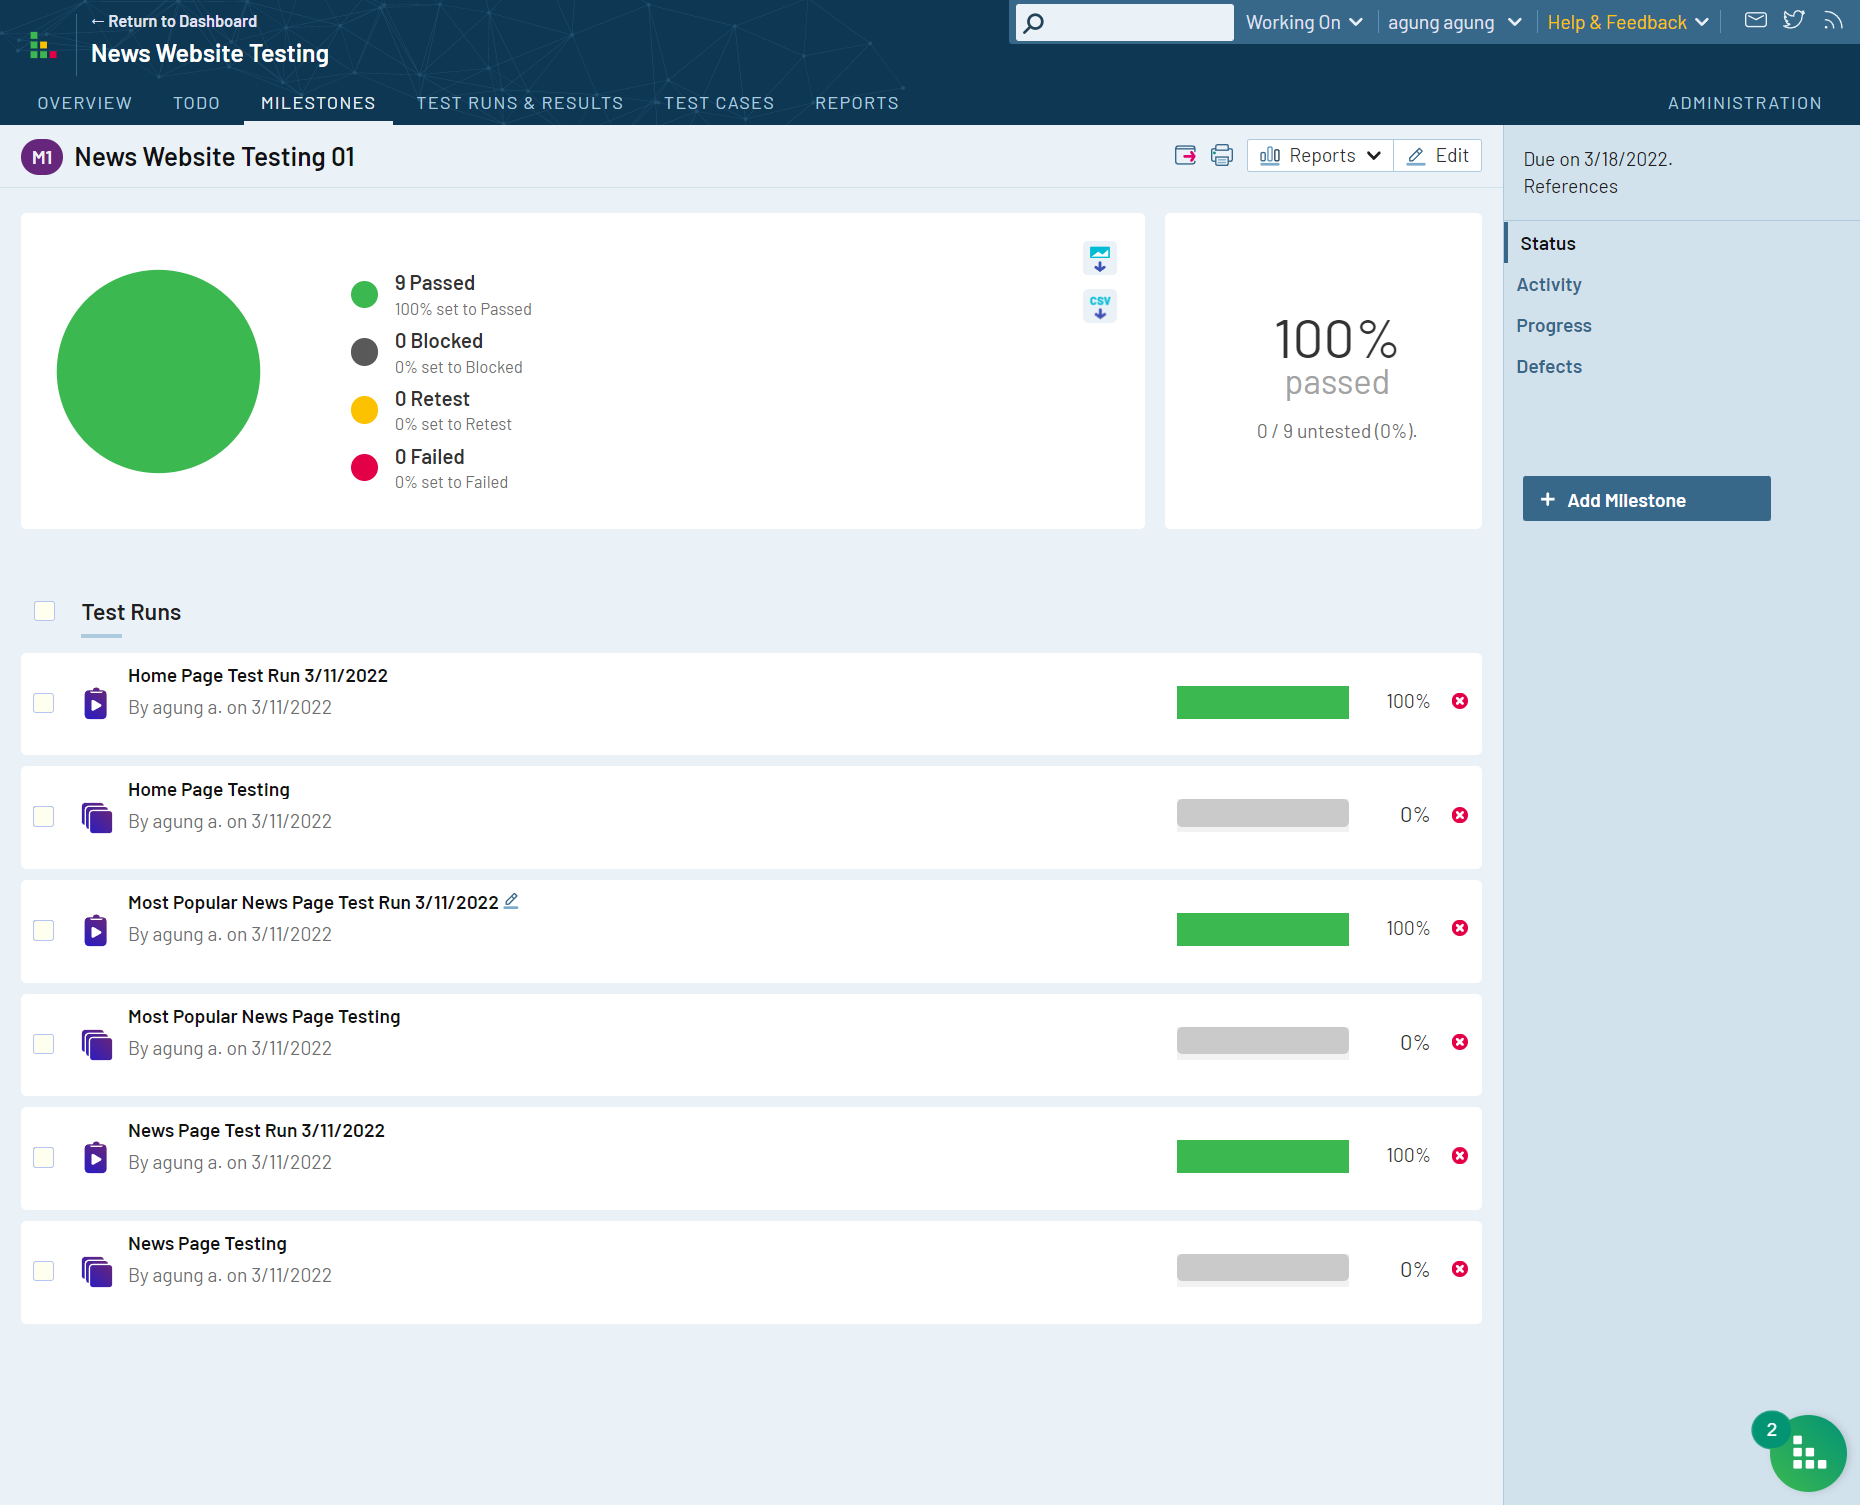 ← Return to Dashboard
News Website Testing
Working On
agung agung
Help & Feedback
OVERVIEW
TODO
MILESTONES
TEST RUNS & RESULTS
TEST CASES
REPORTS
ADMINISTRATION
M1
News Website Testing 01
Reports
Edit
Due on 3/18/2022.
References
9 Passed
100% set to Passed
0 Blocked
0% set to Blocked
0 Retest
0% set to Retest
0 Failed
0% set to Failed
CSV
100%
passed
0 / 9 untested (0%).
Status
Activity
Progress
Defects
+ Add Milestone
Test Runs
Home Page Test Run 3/11/2022
By agung a. on 3/11/2022
100%
Home Page Testing
By agung a. on 3/11/2022
0%
Most Popular News Page Test Run 3/11/2022
By agung a. on 3/11/2022
100%
Most Popular News Page Testing
By agung a. on 3/11/2022
0%
News Page Test Run 3/11/2022
By agung a. on 3/11/2022
100%
News Page Testing
By agung a. on 3/11/2022
0%
2